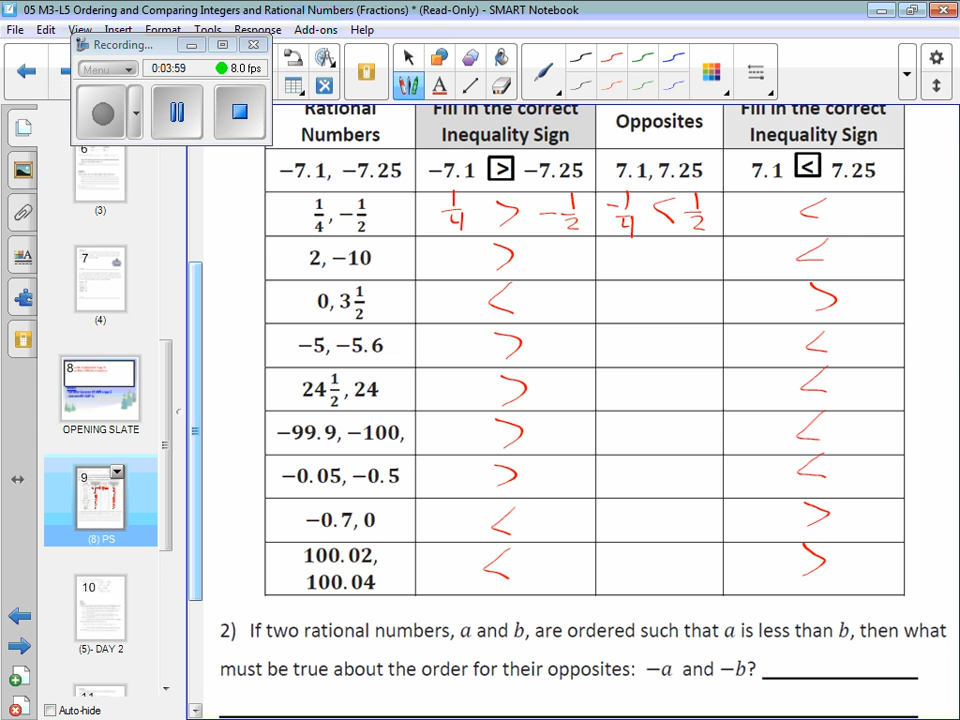 05 M3-L5 Ordering and Comparing Integers and Rational Numbers (Fractions) * (Read-Only) - SMART Notebook
File Edit View Insert Format Tools Response Add-ons Help
Recording...
Menu 0:03:59 8.0 fps
6
(3)
7
(4)
8
OPENING SLATE
9
(8) PS
10
(5)- DAY 2
11
Auto-hide
Rational Numbers Fill in the correct Inequality Sign Opposites Fill in the correct Inequality Sign
−7.1, −7.25 −7.1 > −7.25 7.1, 7.25 7.1 < 7.25
1/4, −1/2 1/4 > −1/2 −1/4 < 1/2 <
2, −10 > <
0, 3 1/2 < >
−5, −5.6 > <
24 1/2, 24 > <
−99.9, −100, > <
−0.05, −0.5 > <
−0.7, 0 < >
100.02, 100.04 < >
2) If two rational numbers, a and b, are ordered such that a is less than b, then what
must be true about the order for their opposites: −a and −b?